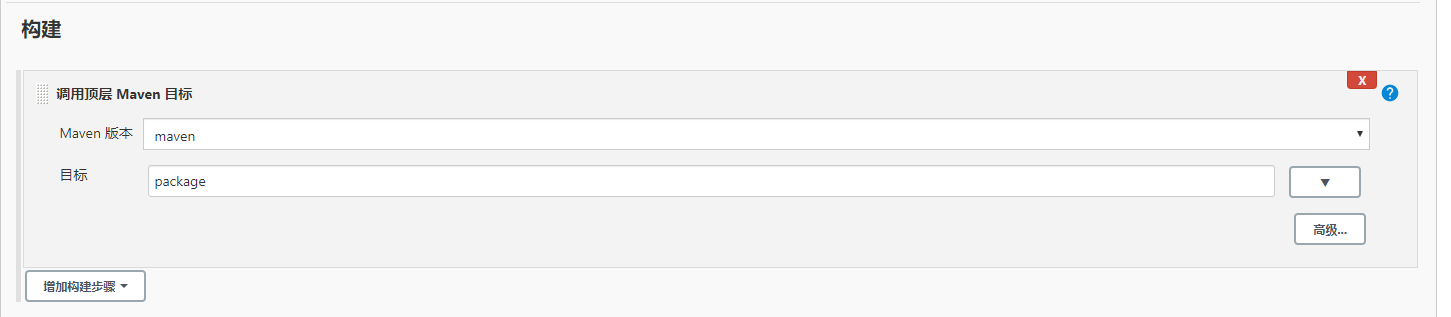 构建
调用顶层 Maven 目标
X
?
Maven 版本
maven
目标
package
高级...
增加构建步骤